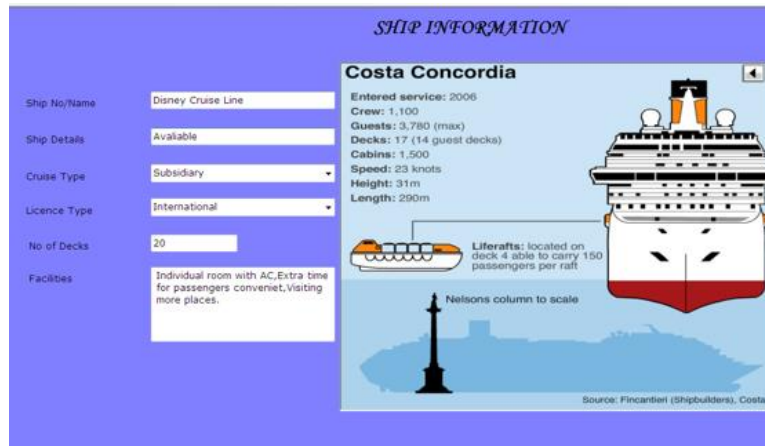 SHIP INFORMATION
Ship No/Name
Disney Cruise Line
Ship Details
Avaliable
Cruise Type
Subsidiary
Licence Type
International
No of Decks
20
Facilities
Individual room with AC,Extra time
for passengers conveniet,Visiting
more places.
Costa Concordia
Entered service: 2006
Crew: 1,100
Guests: 3,780 (max)
Decks: 17 (14 guest decks)
Cabins: 1,500
Speed: 23 knots
Height: 31m
Length: 290m
Liferafts: located on
deck 4 able to carry 150
passengers per raft
Nelsons column to scale
Source: Fincantieri (Shipbuilders), Costa